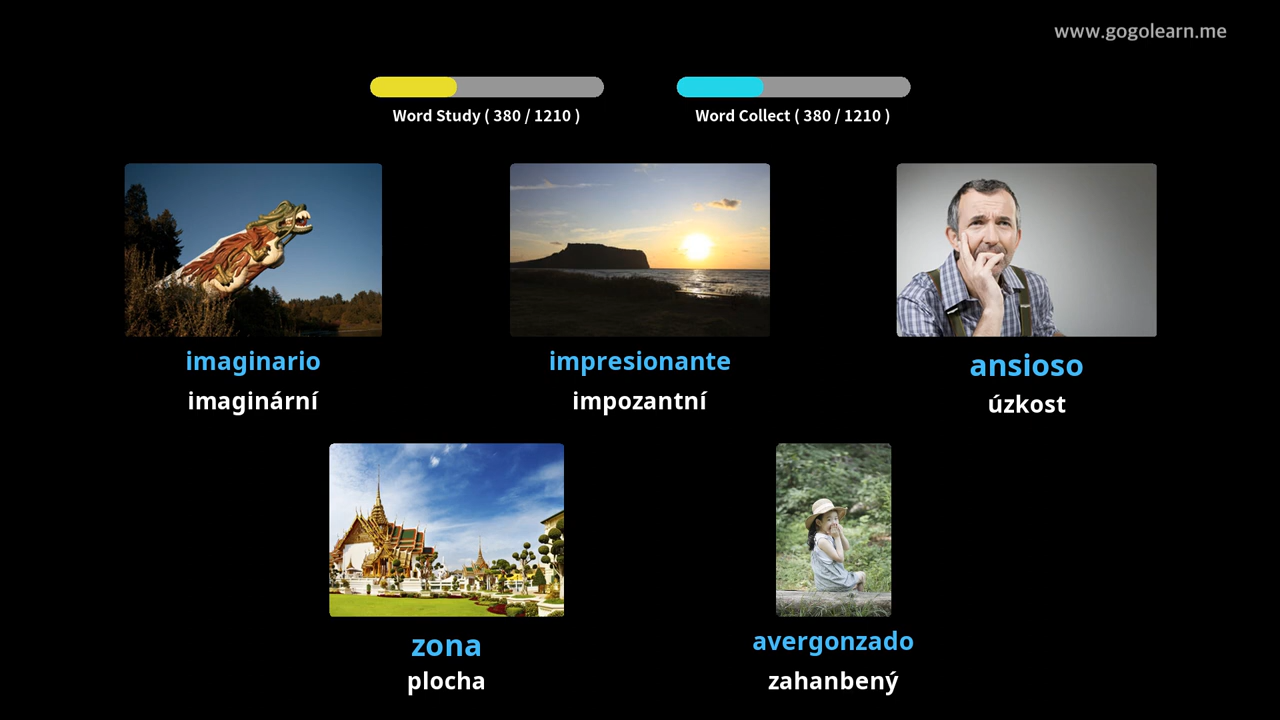 www.gogolearn.me
Word Study ( 380 / 1210 )
Word Collect ( 380 / 1210 )
imaginario
imaginární
impresionante
impozantní
ansioso
úzkost
zona
plocha
avergonzado
zahanbený